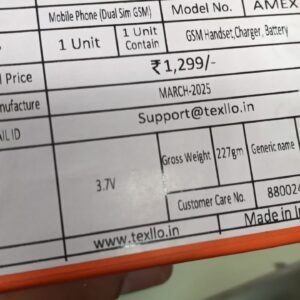 Mobile Phone (Dual Sim GSM) Model No. AMEX
1 Unit 1 Unit Contain GSM Handset, Charger, Battery
l Price ₹1,299/-
nufacture MARCH-2025
AIL ID Support@texllo.in
3.7V Gross Weight 227gm Generic name
Customer Care No. 88002
www.texllo.in Made in In